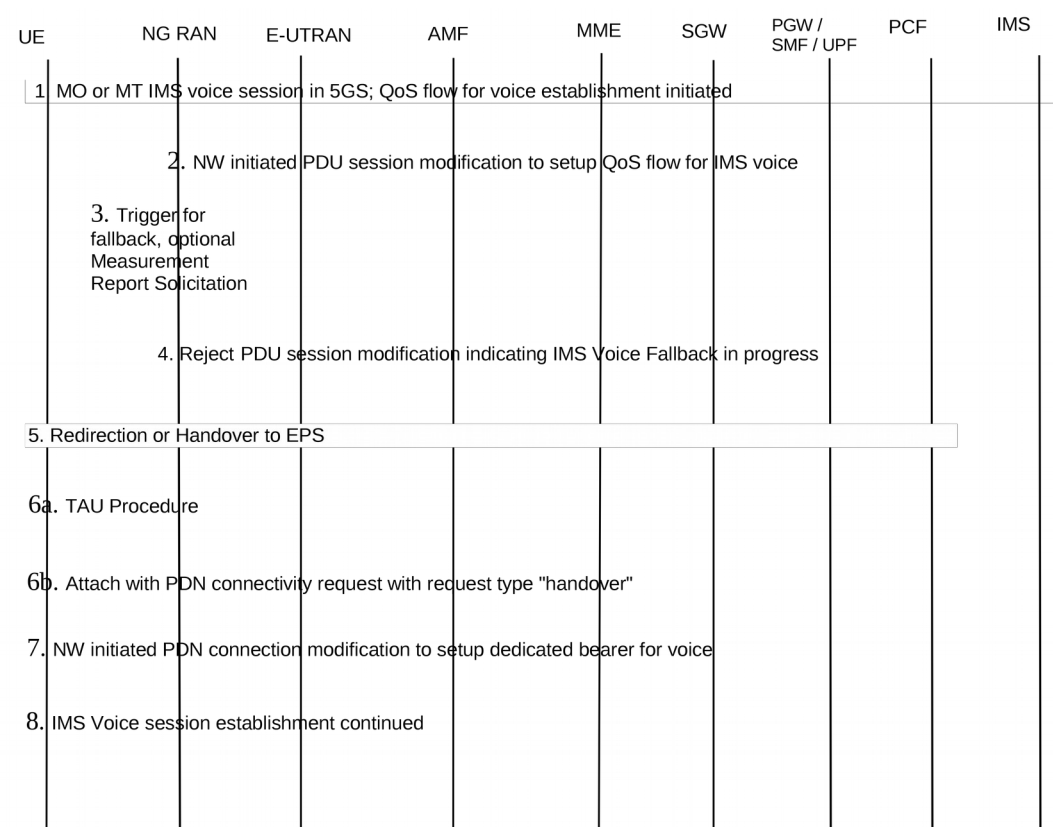 UE
NG RAN
E-UTRAN
AMF
MME
SGW
PGW /
SMF / UPF
PCF
IMS
1 MO or MT IMS voice session in 5GS; QoS flow for voice establishment initiated
2. NW initiated PDU session modification to setup QoS flow for IMS voice
3. Trigger for
fallback, optional
Measurement
Report Solicitation
4. Reject PDU session modification indicating IMS Voice Fallback in progress
5. Redirection or Handover to EPS
6a. TAU Procedure
6b. Attach with PDN connectivity request with request type "handover"
7. NW initiated PDN connection modification to setup dedicated bearer for voice
8. IMS Voice session establishment continued